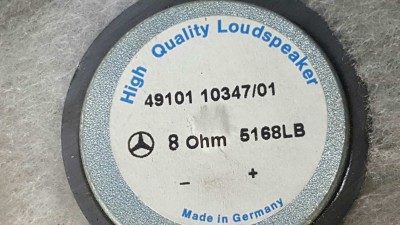 High Quality Loudspeaker
49101 10347/01
8 Ohm 5168LB
– +
Made in Germany